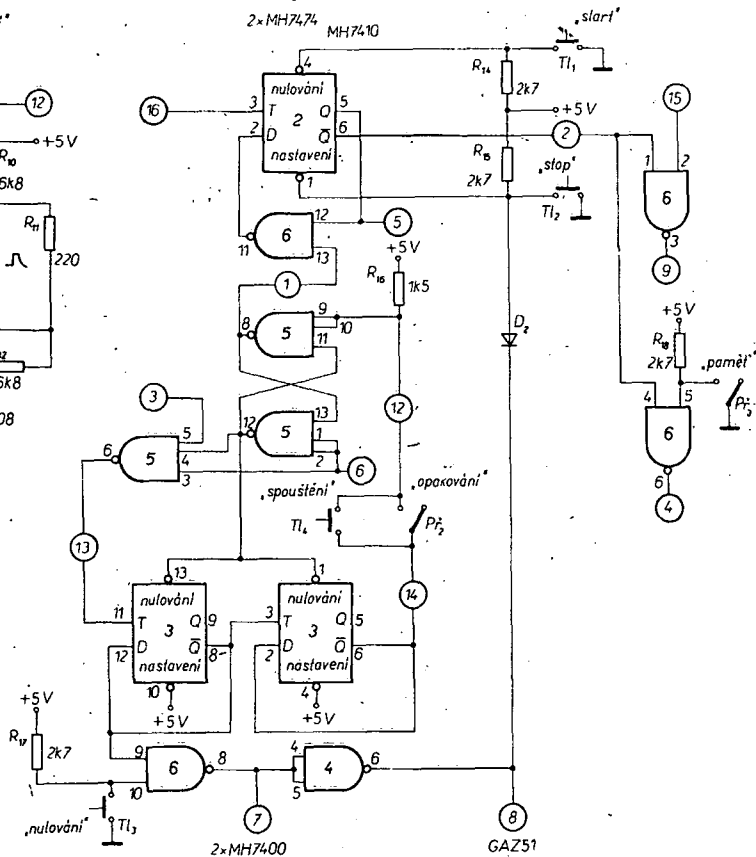 2×MH7474
MH7410
„start"
Tl1
12
+5V
R10
6k8
R11
220
6k8
08
16
4
nulování
3 T Q 5
2
2 D Q 6
nastavení
1
R14
2k7
+5V
2
R15
2k7
„stop"
Tl2
15
1 2
6
3
9
12
6
11
13
5
+5V
R16
1k5
1
9
8
5
10
11
D2
+5V
R18
2k7
„paměť"
Př3
4 5
6
6
4
3
12
13
5
1
2
12
5
6
5
4
3
6
„spouštění"
Tl4
„opakování"
Př2
13
14
13
nulování
11 T Q 9
3
12 D Q 8
nastavení
10
+5V
1
nulování
3 T Q 5
3
2 D Q 6
nastavení
4
+5V
+5V
R17
2k7
9
6
8
10
4
4
6
5
„nulování"
Tl3
7
8
2×MH7400
GAZ51